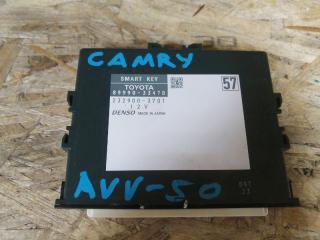 CAMRY
SMART KEY 57
TOYOTA
89990-33470
232900-3701
12V
DENSO MADE IN JAPAN
AVV-50